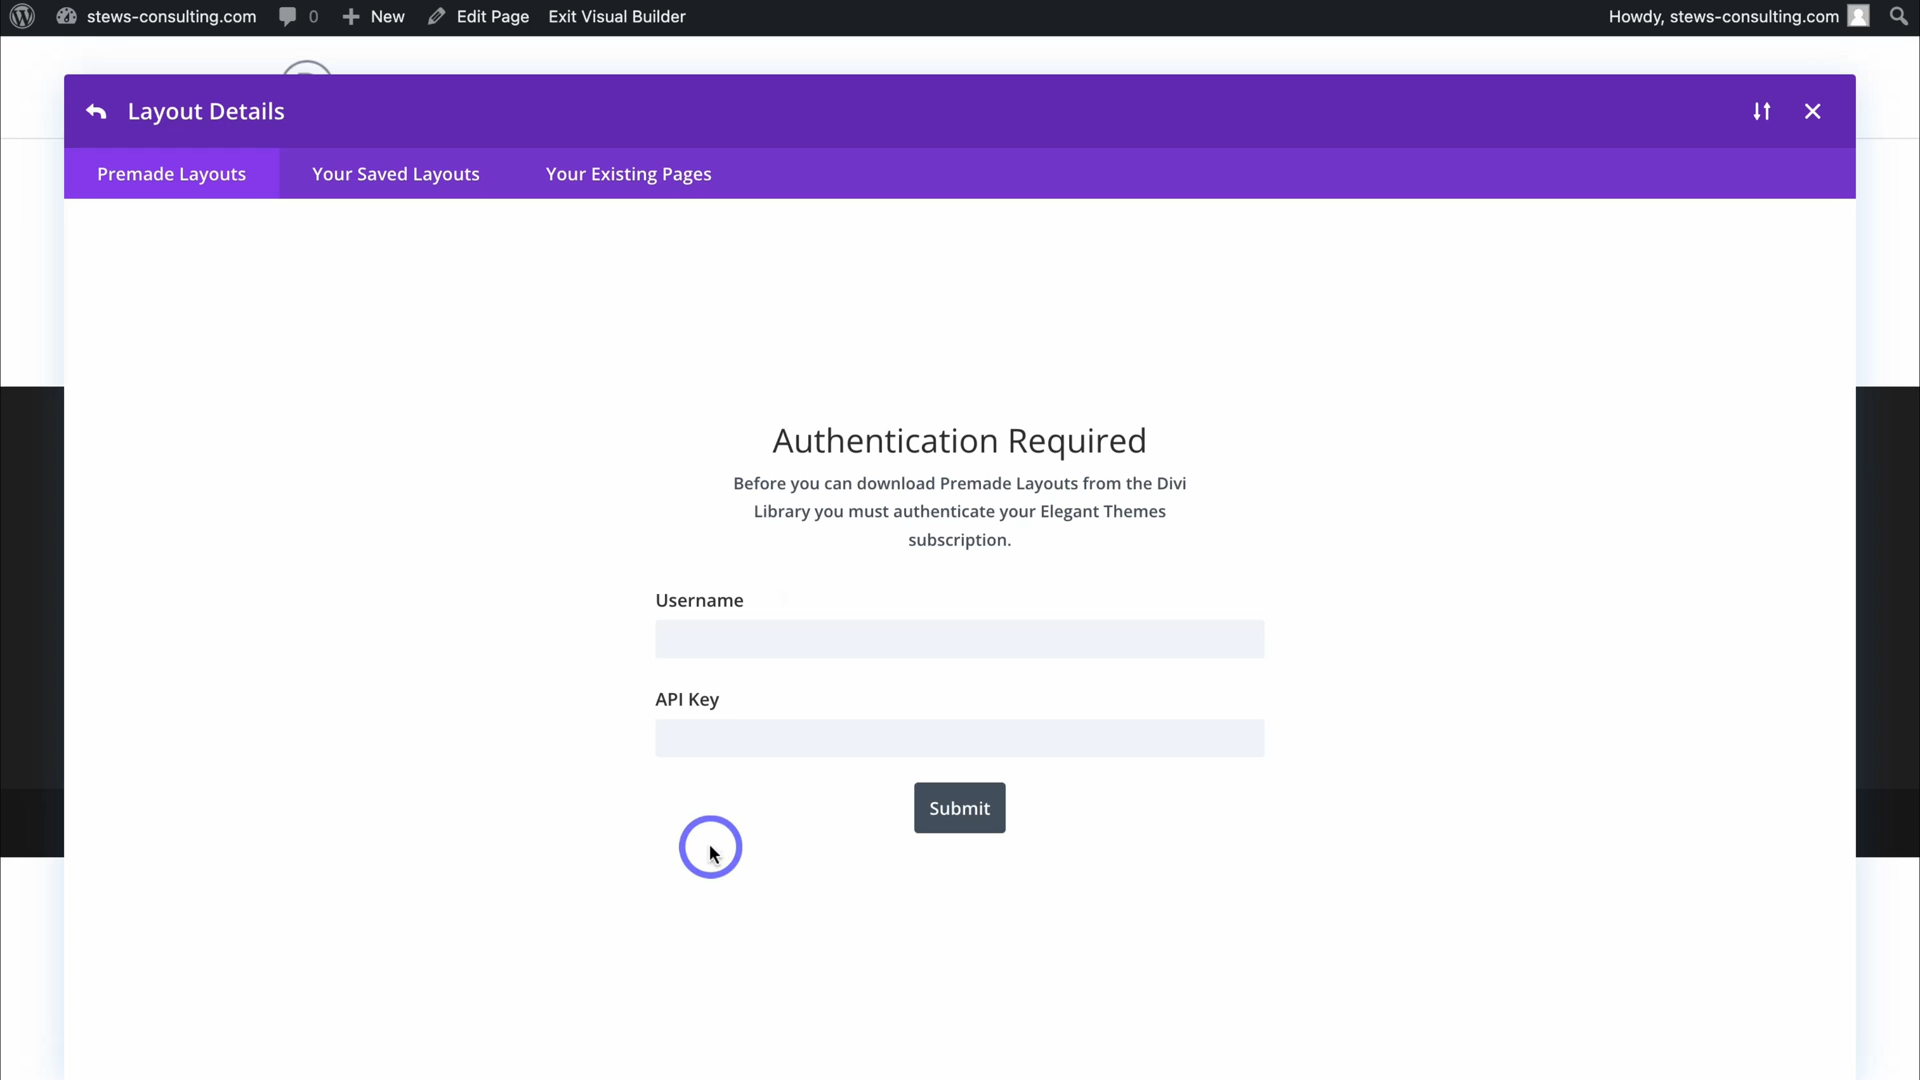 stews-consulting.com 0 New Edit Page Exit Visual Builder Howdy, stews-consulting.com
Layout Details
Premade Layouts Your Saved Layouts Your Existing Pages
Authentication Required
Before you can download Premade Layouts from the Divi
Library you must authenticate your Elegant Themes
subscription.
Username
API Key
Submit